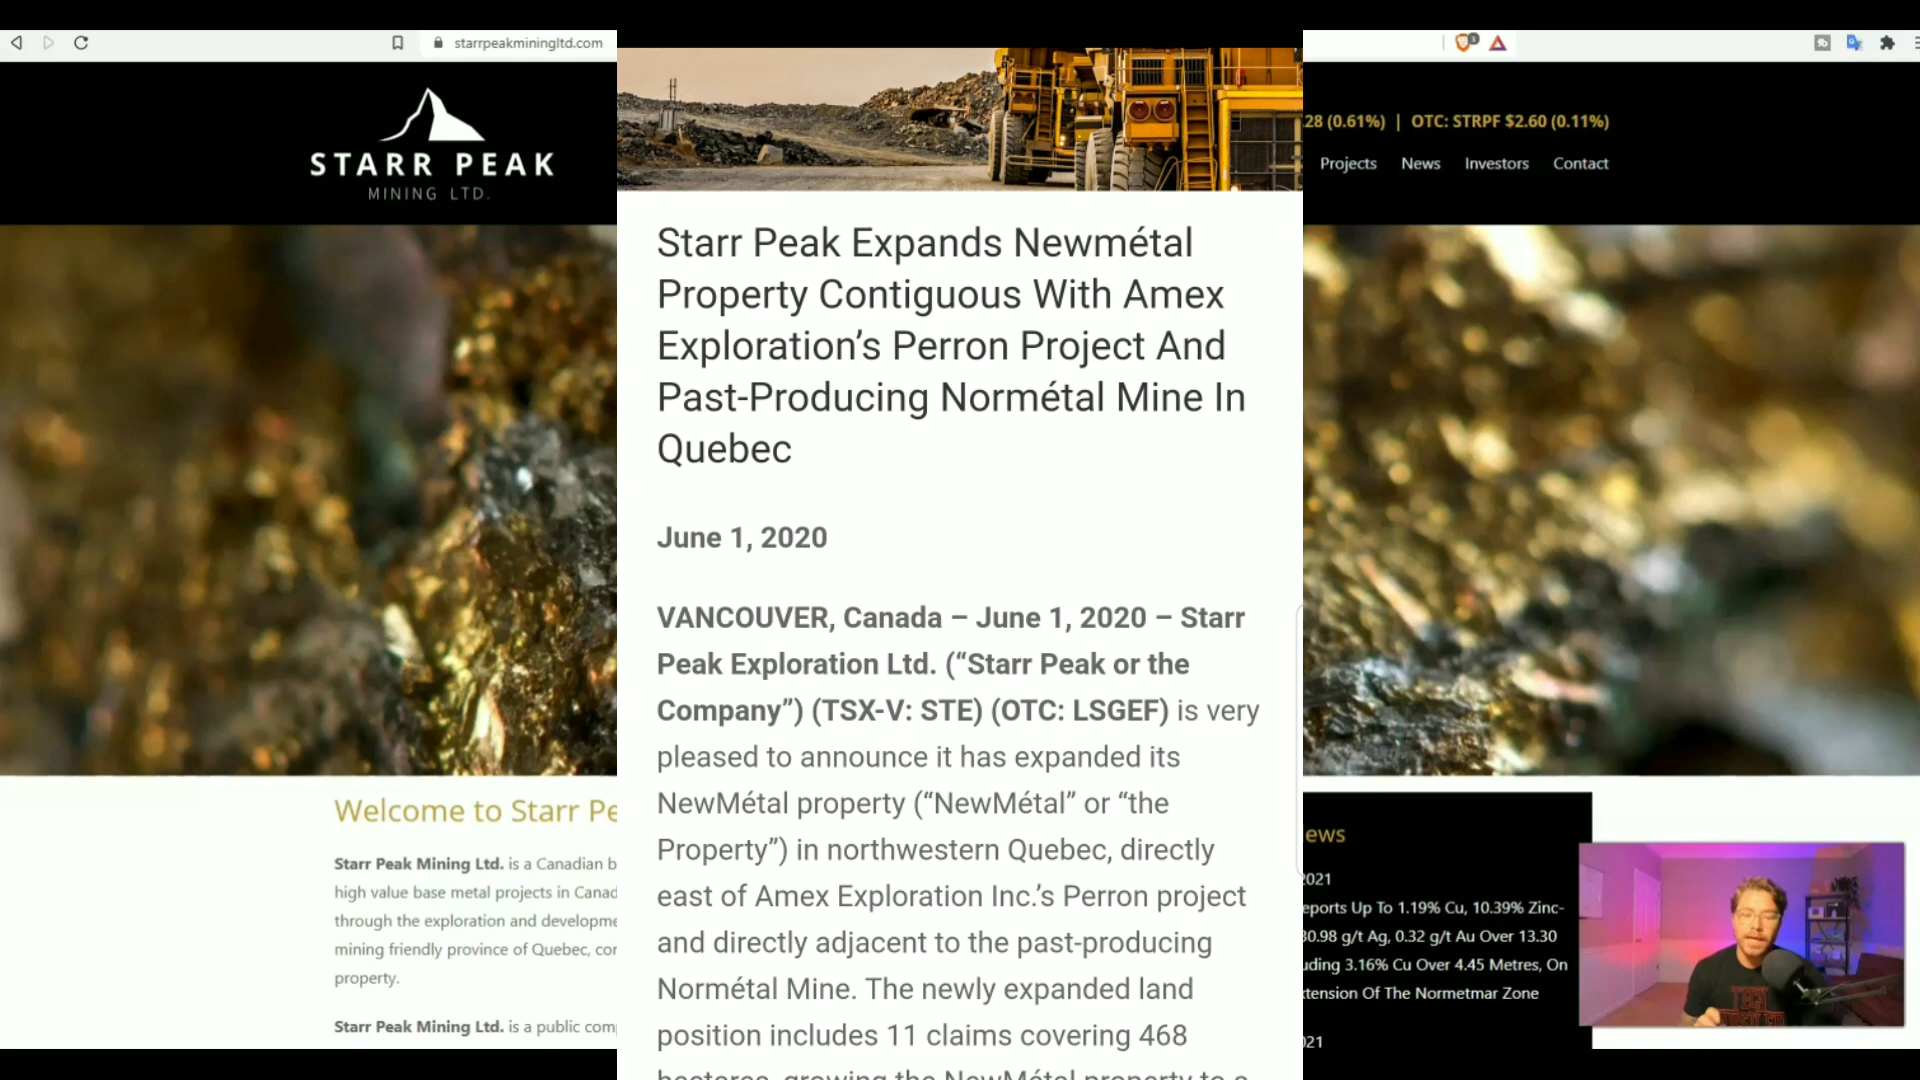 starrpeakminingltd.com
STARR PEAK
MINING LTD.
.28 (0.61%) | OTC: STRPF $2.60 (0.11%)
Projects News Investors Contact
Starr Peak Expands Newmétal
Property Contiguous With Amex
Exploration’s Perron Project And
Past-Producing Normétal Mine In
Quebec
June 1, 2020
VANCOUVER, Canada – June 1, 2020 – Starr
Peak Exploration Ltd. (“Starr Peak or the
Company”) (TSX-V: STE) (OTC: LSGEF) is very
pleased to announce it has expanded its
NewMétal property (“NewMétal” or “the
Property”) in northwestern Quebec, directly
east of Amex Exploration Inc.’s Perron project
and directly adjacent to the past-producing
Normétal Mine. The newly expanded land
position includes 11 claims covering 468
hectares, growing the NewMétal property to a
Welcome to Starr Pe
Starr Peak Mining Ltd. is a Canadian b
high value base metal projects in Canad
through the exploration and developme
mining friendly province of Quebec, cor
property.
Starr Peak Mining Ltd. is a public com
ews
2021
eports Up To 1.19% Cu, 10.39% Zinc-
30.98 g/t Ag, 0.32 g/t Au Over 13.30
uding 3.16% Cu Over 4.45 Metres, On
xtension Of The Normetmar Zone
021